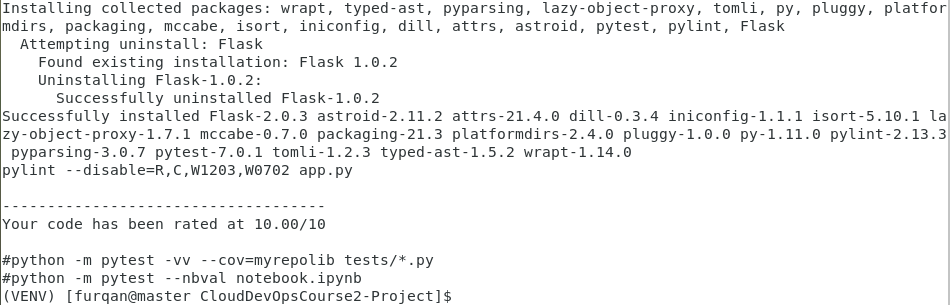 Installing collected packages: wrapt, typed-ast, pyparsing, lazy-object-proxy, tomli, py, pluggy, platfor
mdirs, packaging, mccabe, isort, iniconfig, dill, attrs, astroid, pytest, pylint, Flask
  Attempting uninstall: Flask
    Found existing installation: Flask 1.0.2
    Uninstalling Flask-1.0.2:
      Successfully uninstalled Flask-1.0.2
Successfully installed Flask-2.0.3 astroid-2.11.2 attrs-21.4.0 dill-0.3.4 iniconfig-1.1.1 isort-5.10.1 la
zy-object-proxy-1.7.1 mccabe-0.7.0 packaging-21.3 platformdirs-2.4.0 pluggy-1.0.0 py-1.11.0 pylint-2.13.3
 pyparsing-3.0.7 pytest-7.0.1 tomli-1.2.3 typed-ast-1.5.2 wrapt-1.14.0
pylint --disable=R,C,W1203,W0702 app.py
------------------------------------
Your code has been rated at 10.00/10
#python -m pytest -vv --cov=myrepolib tests/*.py
#python -m pytest --nbval notebook.ipynb
(VENV) [furqan@master CloudDevOpsCourse2-Project]$